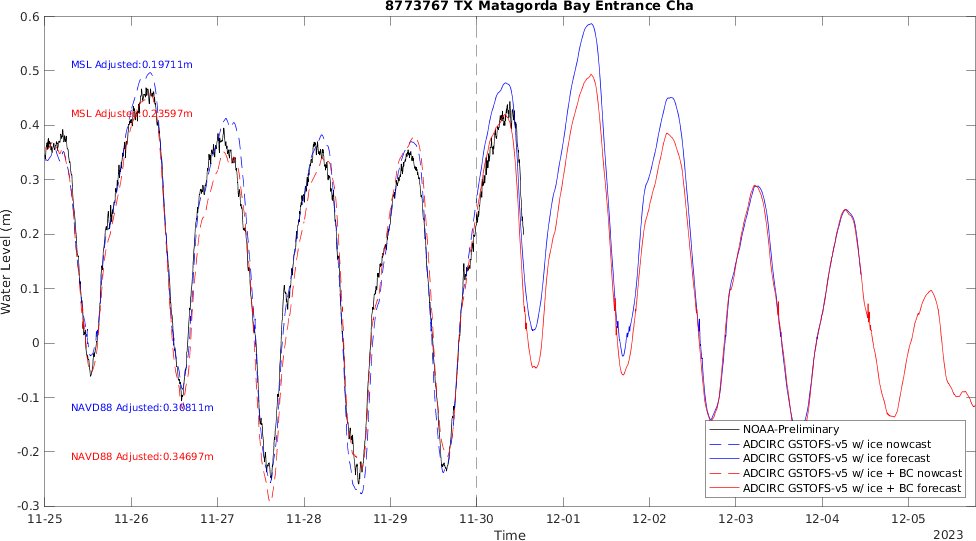 8773767 TX Matagorda Bay Entrance Cha
0.6
0.5
0.4
0.3
0.2
0.1
0
-0.1
-0.2
-0.3
Water Level (m)
MSL Adjusted:0.19711m
MSL Adjusted:0.23597m
NAVD88 Adjusted:0.30811m
NAVD88 Adjusted:0.34697m
NOAA-Preliminary
ADCIRC GSTOFS-v5 w/ ice nowcast
ADCIRC GSTOFS-v5 w/ ice forecast
ADCIRC GSTOFS-v5 w/ ice + BC nowcast
ADCIRC GSTOFS-v5 w/ ice + BC forecast
11-25 11-26 11-27 11-28 11-29 11-30 12-01 12-02 12-03 12-04 12-05
Time
2023